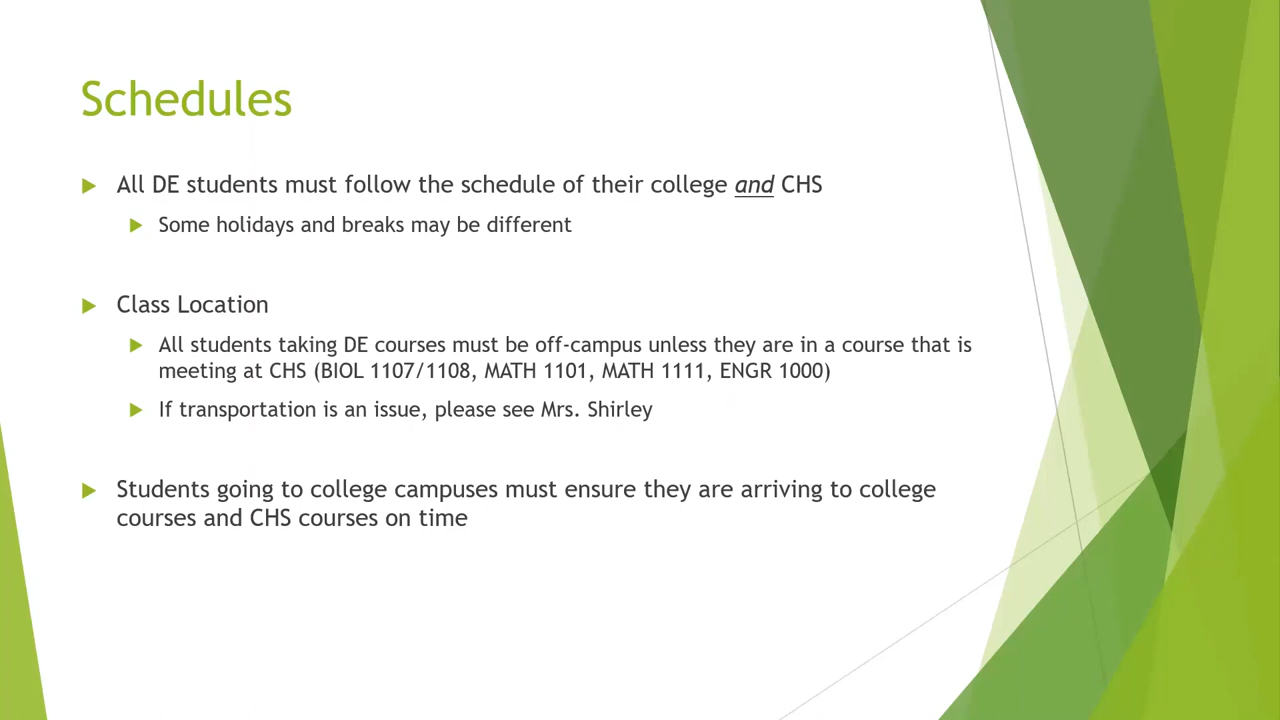 Schedules
All DE students must follow the schedule of their college and CHS
Some holidays and breaks may be different
Class Location
All students taking DE courses must be off-campus unless they are in a course that is
meeting at CHS (BIOL 1107/1108, MATH 1101, MATH 1111, ENGR 1000)
If transportation is an issue, please see Mrs. Shirley
Students going to college campuses must ensure they are arriving to college
courses and CHS courses on time